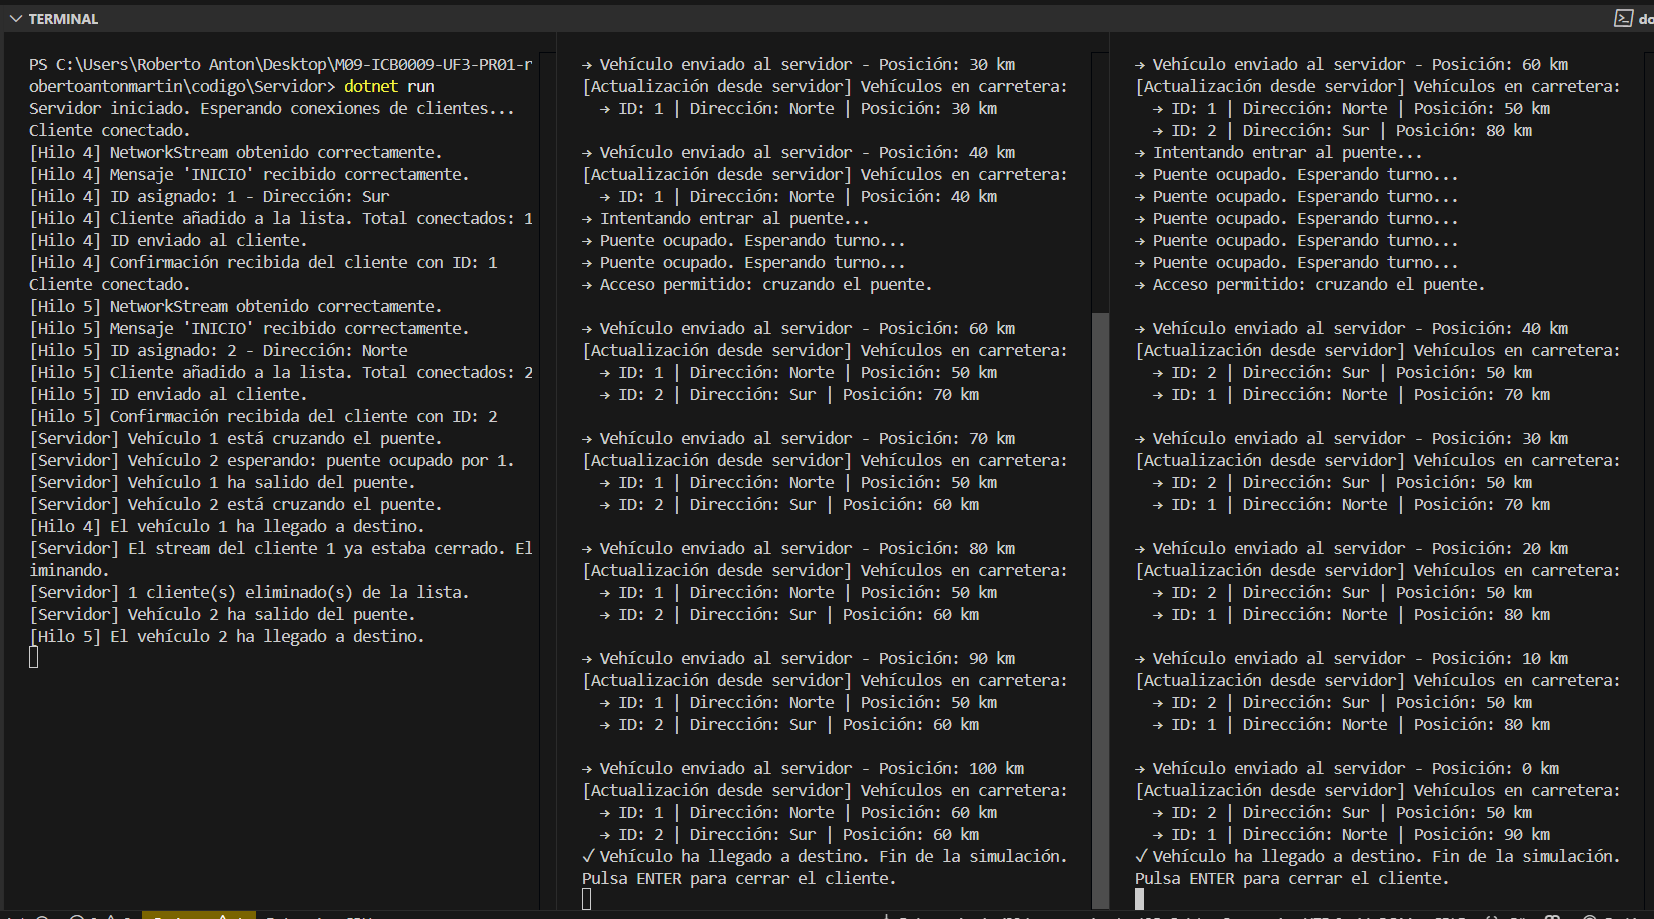 TERMINAL
PS C:\Users\Roberto Anton\Desktop\M09-ICB0009-UF3-PR01-r
obertoantonmartin\codigo\Servidor> dotnet run
Servidor iniciado. Esperando conexiones de clientes...
Cliente conectado.
[Hilo 4] NetworkStream obtenido correctamente.
[Hilo 4] Mensaje 'INICIO' recibido correctamente.
[Hilo 4] ID asignado: 1 - Dirección: Sur
[Hilo 4] Cliente añadido a la lista. Total conectados: 1
[Hilo 4] ID enviado al cliente.
[Hilo 4] Confirmación recibida del cliente con ID: 1
Cliente conectado.
[Hilo 5] NetworkStream obtenido correctamente.
[Hilo 5] Mensaje 'INICIO' recibido correctamente.
[Hilo 5] ID asignado: 2 - Dirección: Norte
[Hilo 5] Cliente añadido a la lista. Total conectados: 2
[Hilo 5] ID enviado al cliente.
[Hilo 5] Confirmación recibida del cliente con ID: 2
[Servidor] Vehículo 1 está cruzando el puente.
[Servidor] Vehículo 2 esperando: puente ocupado por 1.
[Servidor] Vehículo 1 ha salido del puente.
[Servidor] Vehículo 2 está cruzando el puente.
[Hilo 4] El vehículo 1 ha llegado a destino.
[Servidor] El stream del cliente 1 ya estaba cerrado. El
iminando.
[Servidor] 1 cliente(s) eliminado(s) de la lista.
[Servidor] Vehículo 2 ha salido del puente.
[Hilo 5] El vehículo 2 ha llegado a destino.
→ Vehículo enviado al servidor - Posición: 30 km
[Actualización desde servidor] Vehículos en carretera:
→ ID: 1 | Dirección: Norte | Posición: 30 km
→ Vehículo enviado al servidor - Posición: 40 km
[Actualización desde servidor] Vehículos en carretera:
→ ID: 1 | Dirección: Norte | Posición: 40 km
→ Intentando entrar al puente...
→ Puente ocupado. Esperando turno...
→ Puente ocupado. Esperando turno...
→ Acceso permitido: cruzando el puente.
→ Vehículo enviado al servidor - Posición: 60 km
[Actualización desde servidor] Vehículos en carretera:
→ ID: 1 | Dirección: Norte | Posición: 50 km
→ ID: 2 | Dirección: Sur | Posición: 70 km
→ Vehículo enviado al servidor - Posición: 70 km
[Actualización desde servidor] Vehículos en carretera:
→ ID: 1 | Dirección: Norte | Posición: 50 km
→ ID: 2 | Dirección: Sur | Posición: 60 km
→ Vehículo enviado al servidor - Posición: 80 km
[Actualización desde servidor] Vehículos en carretera:
→ ID: 1 | Dirección: Norte | Posición: 50 km
→ ID: 2 | Dirección: Sur | Posición: 60 km
→ Vehículo enviado al servidor - Posición: 90 km
[Actualización desde servidor] Vehículos en carretera:
→ ID: 1 | Dirección: Norte | Posición: 50 km
→ ID: 2 | Dirección: Sur | Posición: 60 km
→ Vehículo enviado al servidor - Posición: 100 km
[Actualización desde servidor] Vehículos en carretera:
→ ID: 1 | Dirección: Norte | Posición: 60 km
→ ID: 2 | Dirección: Sur | Posición: 60 km
✓ Vehículo ha llegado a destino. Fin de la simulación.
Pulsa ENTER para cerrar el cliente.
→ Vehículo enviado al servidor - Posición: 60 km
[Actualización desde servidor] Vehículos en carretera:
→ ID: 1 | Dirección: Norte | Posición: 50 km
→ ID: 2 | Dirección: Sur | Posición: 80 km
→ Intentando entrar al puente...
→ Puente ocupado. Esperando turno...
→ Puente ocupado. Esperando turno...
→ Puente ocupado. Esperando turno...
→ Puente ocupado. Esperando turno...
→ Puente ocupado. Esperando turno...
→ Acceso permitido: cruzando el puente.
→ Vehículo enviado al servidor - Posición: 40 km
[Actualización desde servidor] Vehículos en carretera:
→ ID: 2 | Dirección: Sur | Posición: 50 km
→ ID: 1 | Dirección: Norte | Posición: 70 km
→ Vehículo enviado al servidor - Posición: 30 km
[Actualización desde servidor] Vehículos en carretera:
→ ID: 2 | Dirección: Sur | Posición: 50 km
→ ID: 1 | Dirección: Norte | Posición: 70 km
→ Vehículo enviado al servidor - Posición: 20 km
[Actualización desde servidor] Vehículos en carretera:
→ ID: 2 | Dirección: Sur | Posición: 50 km
→ ID: 1 | Dirección: Norte | Posición: 80 km
→ Vehículo enviado al servidor - Posición: 10 km
[Actualización desde servidor] Vehículos en carretera:
→ ID: 2 | Dirección: Sur | Posición: 50 km
→ ID: 1 | Dirección: Norte | Posición: 80 km
→ Vehículo enviado al servidor - Posición: 0 km
[Actualización desde servidor] Vehículos en carretera:
→ ID: 2 | Dirección: Sur | Posición: 50 km
→ ID: 1 | Dirección: Norte | Posición: 90 km
✓ Vehículo ha llegado a destino. Fin de la simulación.
Pulsa ENTER para cerrar el cliente.